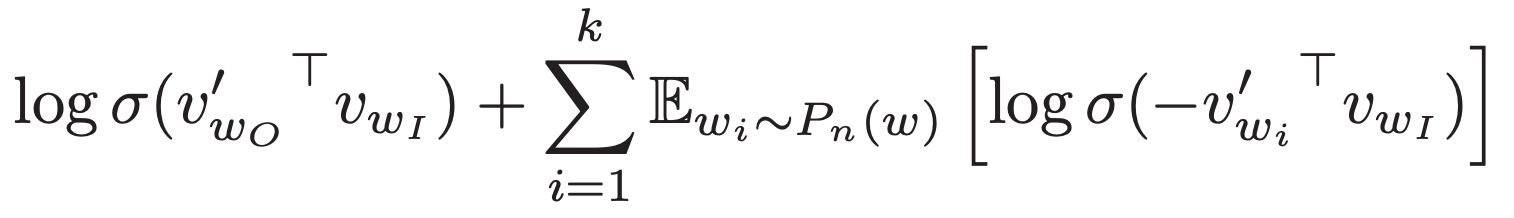 log σ(v′_{w_O}^⊤ v_{w_I}) + ∑_{i=1}^{k} 𝔼_{w_i∼P_n(w)} [log σ(−v′_{w_i}^⊤ v_{w_I})]